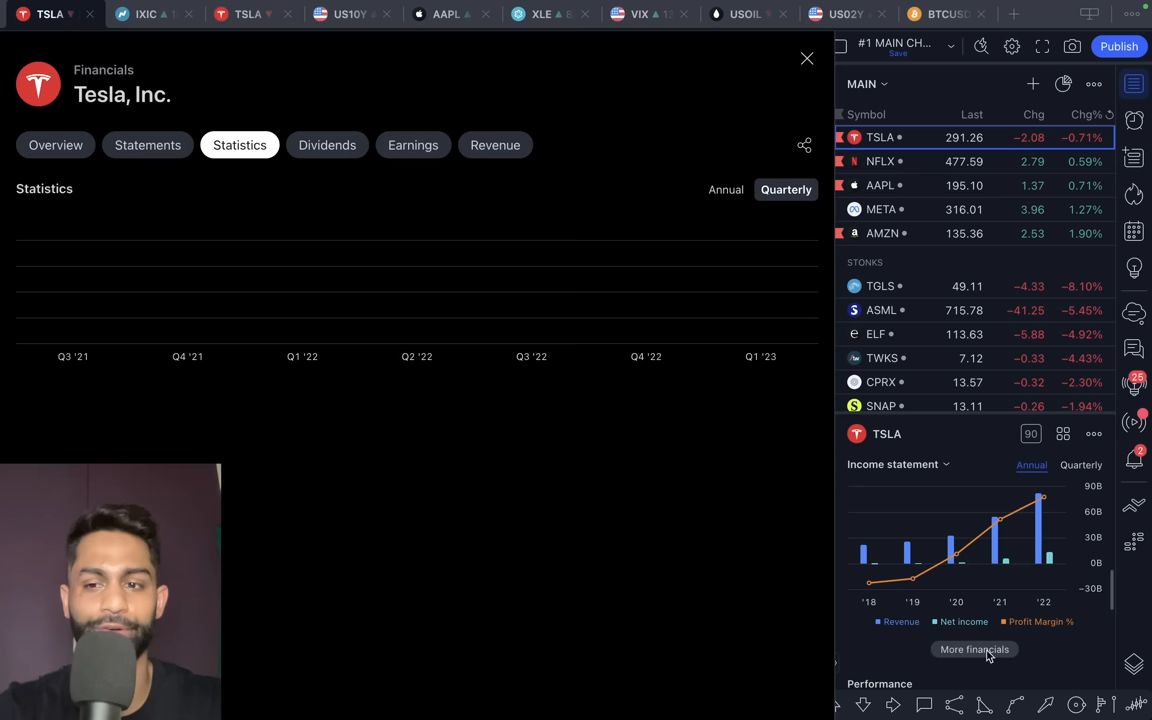 TSLA
IXIC
TSLA
US10Y
AAPL
XLE
VIX
USOIL
US02Y
BTCUSD
Financials
Tesla, Inc.
Overview
Statements
Statistics
Dividends
Earnings
Revenue
Statistics
Annual
Quarterly
Q3 '21
Q4 '21
Q1 '22
Q2 '22
Q3 '22
Q4 '22
Q1 '23
#1 MAIN CH...
Save
Publish
MAIN
Symbol Last Chg Chg%
TSLA 291.26 −2.08 −0.71%
NFLX 477.59 2.79 0.59%
AAPL 195.10 1.37 0.71%
META 316.01 3.96 1.27%
AMZN 135.36 2.53 1.90%
STONKS
TGLS 49.11 −4.33 −8.10%
ASML 715.78 −41.25 −5.45%
ELF 113.63 −5.88 −4.92%
TWKS 7.12 −0.33 −4.43%
CPRX 13.57 −0.32 −2.30%
SNAP 13.11 −0.26 −1.94%
25
2
TSLA
90
Income statement
Annual
Quarterly
90B
60B
30B
0B
−30B
'18 '19 '20 '21 '22
Revenue Net income Profit Margin %
More financials
Performance